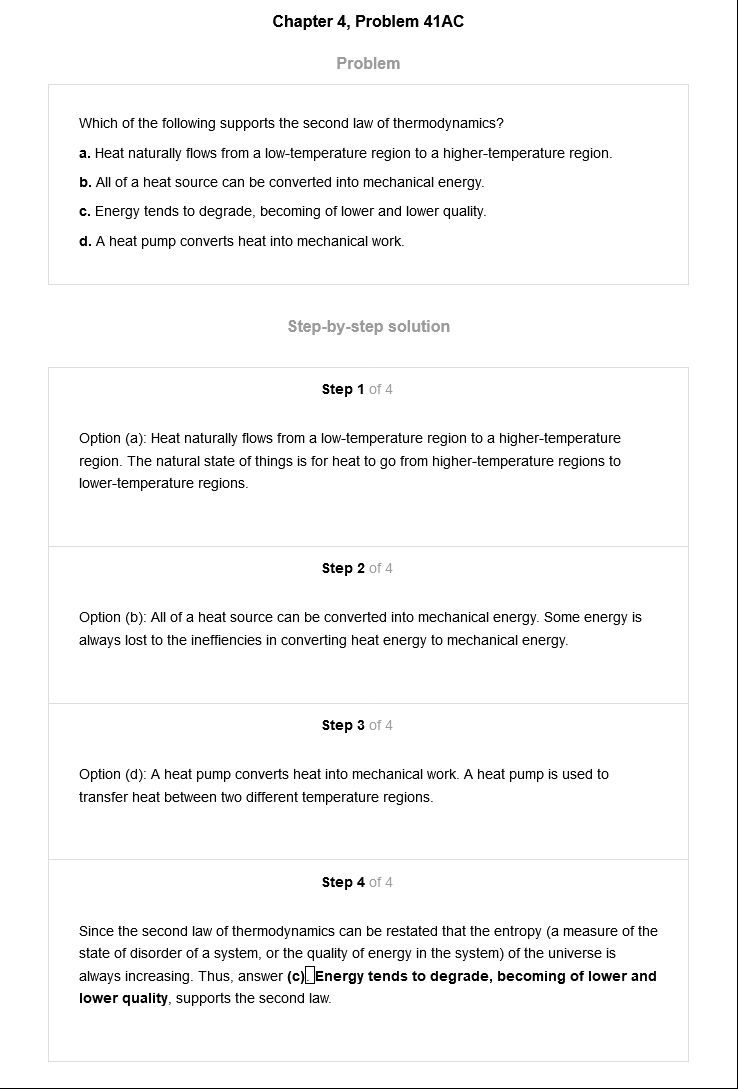 Chapter 4, Problem 41AC
Problem
Which of the following supports the second law of thermodynamics?
a. Heat naturally flows from a low-temperature region to a higher-temperature region.
b. All of a heat source can be converted into mechanical energy.
c. Energy tends to degrade, becoming of lower and lower quality.
d. A heat pump converts heat into mechanical work.
Step-by-step solution
Step 1 of 4
Option (a): Heat naturally flows from a low-temperature region to a higher-temperature
region. The natural state of things is for heat to go from higher-temperature regions to
lower-temperature regions.
Step 2 of 4
Option (b): All of a heat source can be converted into mechanical energy. Some energy is
always lost to the ineffiencies in converting heat energy to mechanical energy.
Step 3 of 4
Option (d): A heat pump converts heat into mechanical work. A heat pump is used to
transfer heat between two different temperature regions.
Step 4 of 4
Since the second law of thermodynamics can be restated that the entropy (a measure of the
state of disorder of a system, or the quality of energy in the system) of the universe is
always increasing. Thus, answer (c). Energy tends to degrade, becoming of lower and
lower quality, supports the second law.